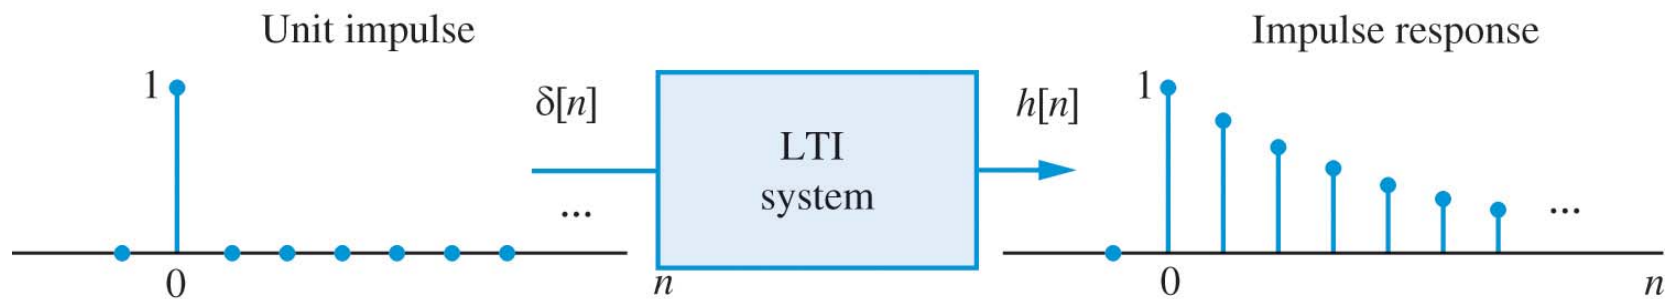 Unit impulse
1
0
n
...
δ[n]
LTI
system
h[n]
Impulse response
1
0
...
n